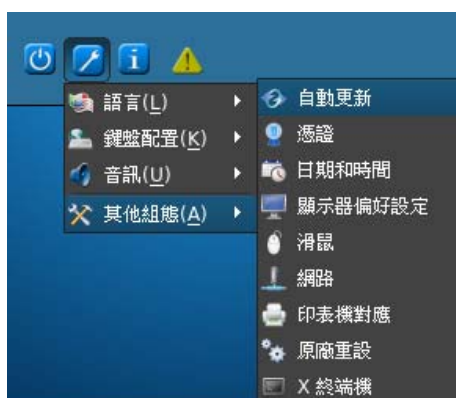 語言(L)
鍵盤配置(K)
音訊(U)
其他組態(A)
自動更新
憑證
日期和時間
顯示器偏好設定
滑鼠
網路
印表機對應
原廠重設
X 終端機